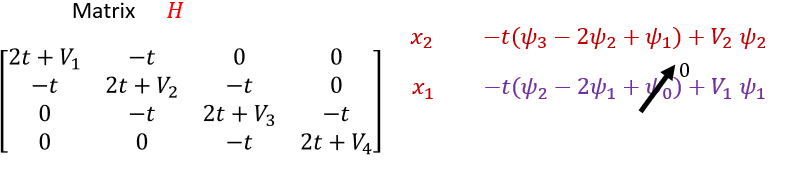 Matrix H
x₂ −t(ψ₃ − 2ψ₂ + ψ₁) + V₂ ψ₂
x₁ −t(ψ₂ − 2ψ₁ + ψ₀) + V₁ ψ₁
0
2t + V₁ −t 0 0
−t 2t + V₂ −t 0
0 −t 2t + V₃ −t
0 0 −t 2t + V₄